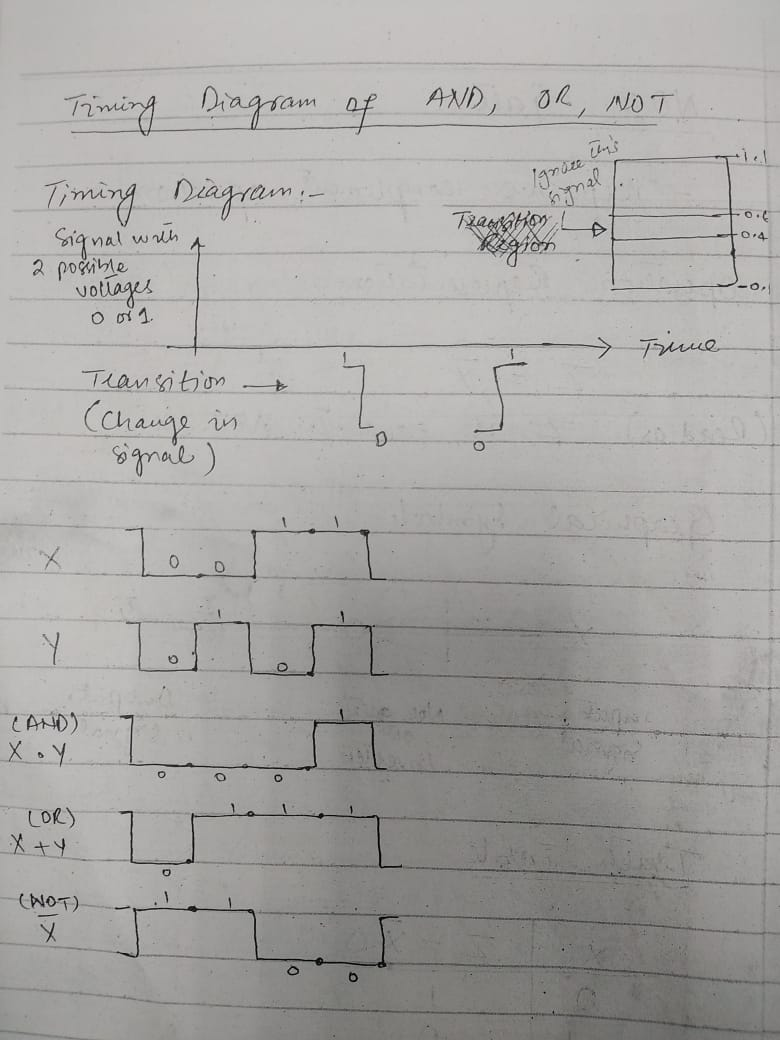 Timing Diagram of AND, OR, NOT
Timing Diagram:-
Signal with
2 possible
voltages
0 or 1.
Ignore this
signal
Transition
Region
1.1
0.6
0.4
-0.1
Time
Transition
(Change in
signal)
1
0
1
0
X
0 0 1 1
Y
0 1 0 1
(AND)
X . Y
0 0 0 1
(OR)
X + Y
0 1 1 1
(NOT)
X̅
1 1 0 0